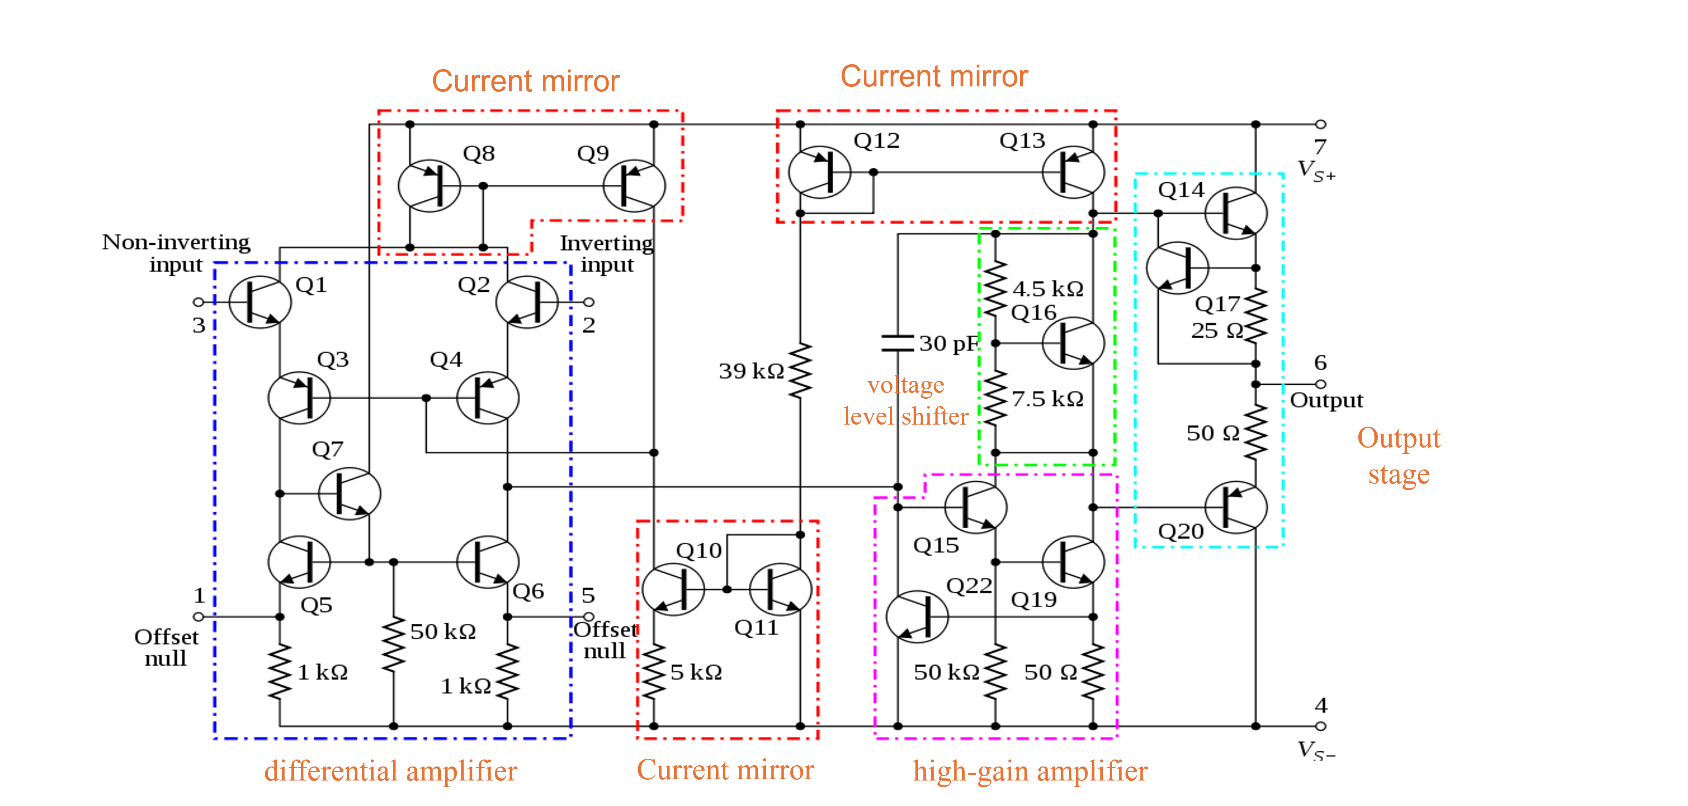 Current mirror
Current mirror
Q8
Q9
Q12
Q13
7
V_S+
Q14
Non-inverting
input
3
Q1
Q2
Inverting
input
2
Q17
25 Ω
4.5 kΩ
Q16
30 pF
7.5 kΩ
voltage
level shifter
39 kΩ
Q3
Q4
6
Output
50 Ω
Output
stage
Q7
Q20
Q15
Q22
Q19
Q10
Q11
Q5
Q6
1
Offset
null
5
Offset
null
1 kΩ
50 kΩ
1 kΩ
5 kΩ
50 kΩ
50 Ω
4
V_S−
differential amplifier
Current mirror
high-gain amplifier